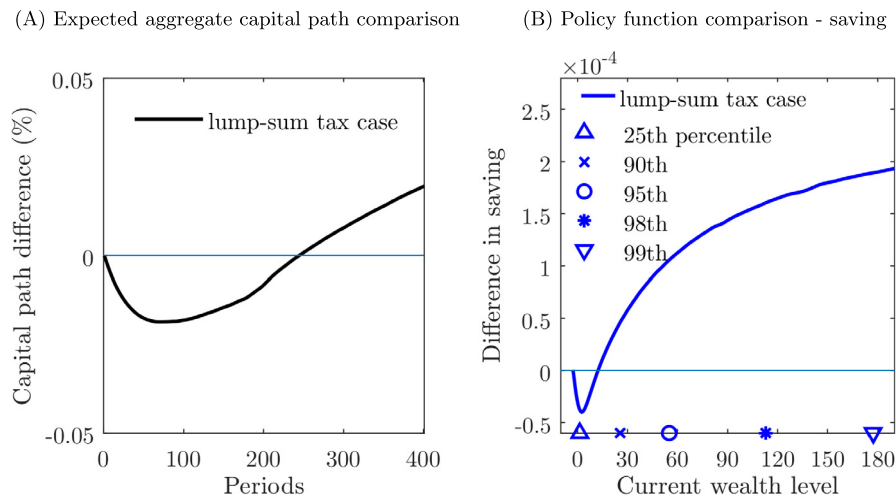 (A) Expected aggregate capital path comparison
0.05
0
-0.05
Capital path difference (%)
lump-sum tax case
0 100 200 300 400
Periods
(B) Policy function comparison - saving
×10⁻⁴
2.5
2
1.5
1
0.5
0
-0.5
Difference in saving
lump-sum tax case
25th percentile
90th
95th
98th
99th
0 30 60 90 120 150 180
Current wealth level